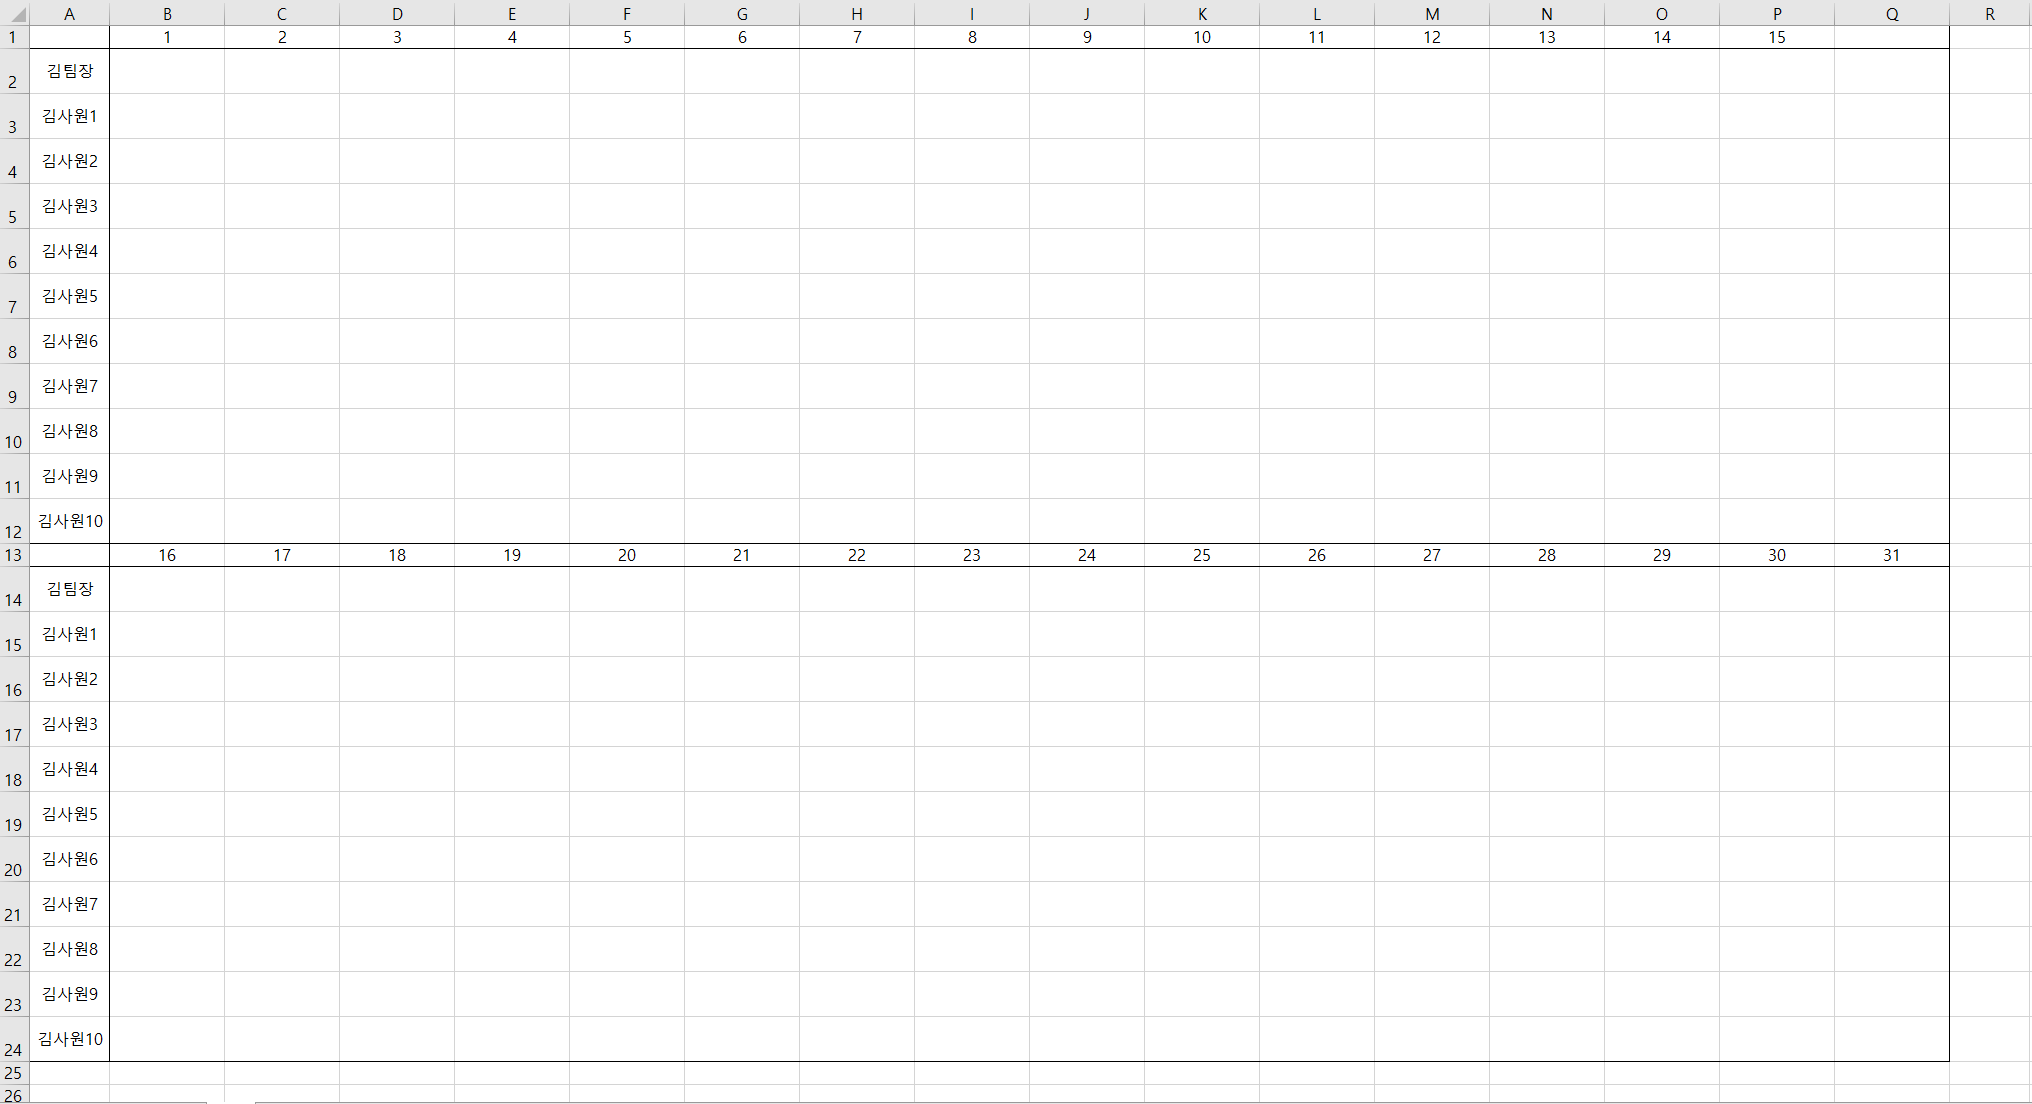 A B C D E F G H I J K L M N O P Q R
1 1 2 3 4 5 6 7 8 9 10 11 12 13 14 15
2 김팀장
3 김사원1
4 김사원2
5 김사원3
6 김사원4
7 김사원5
8 김사원6
9 김사원7
10 김사원8
11 김사원9
12 김사원10
13 16 17 18 19 20 21 22 23 24 25 26 27 28 29 30 31
14 김팀장
15 김사원1
16 김사원2
17 김사원3
18 김사원4
19 김사원5
20 김사원6
21 김사원7
22 김사원8
23 김사원9
24 김사원10
25
26